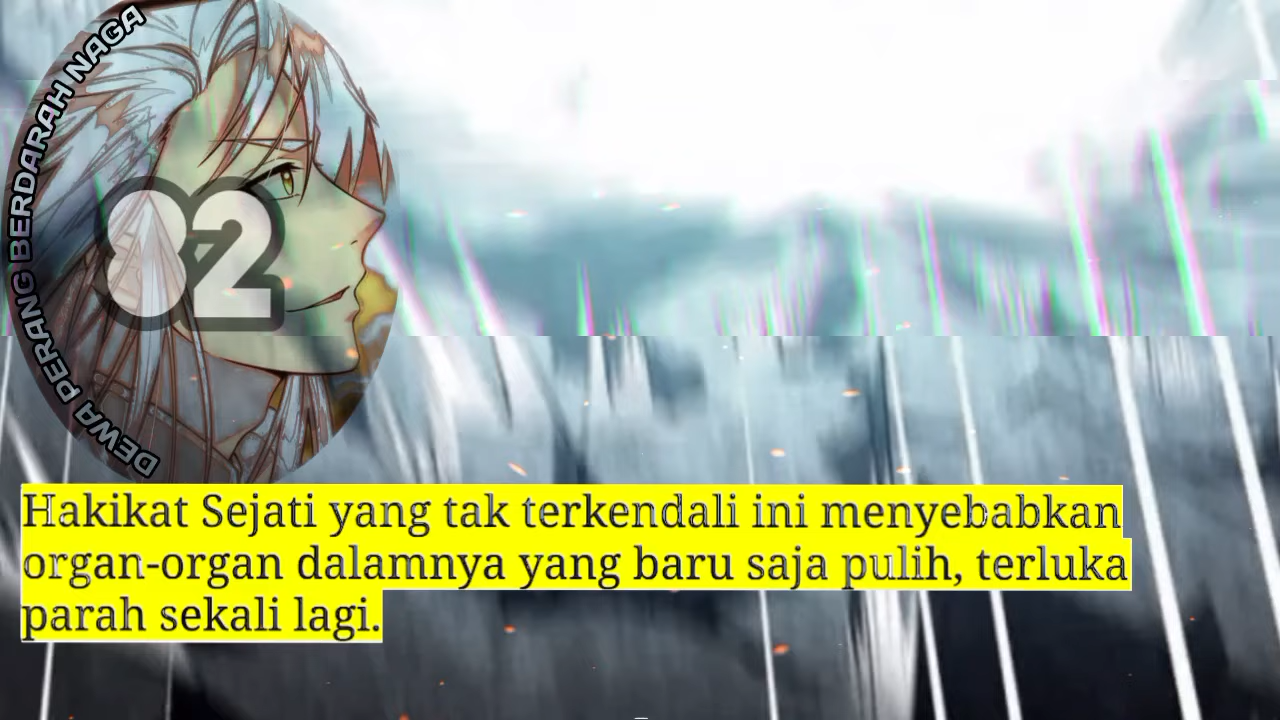 DEWA PERANG BERDARAH NAGA
82
Hakikat Sejati yang tak terkendali ini menyebabkan
organ-organ dalamnya yang baru saja pulih, terluka
parah sekali lagi.